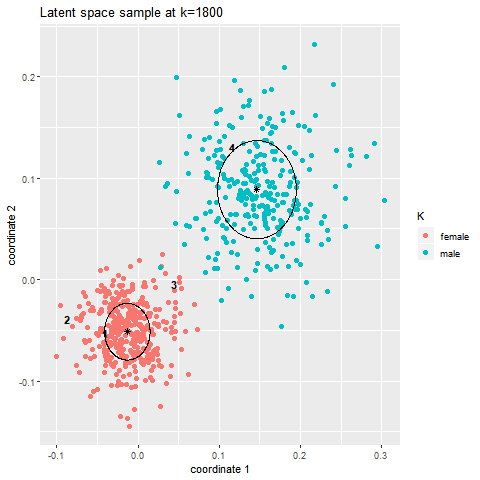 Latent space sample at k=1800
coordinate 2
0.2
0.1
0.0
-0.1
4
3
2
1
-0.1
0.0
0.1
0.2
0.3
coordinate 1
K
female
male